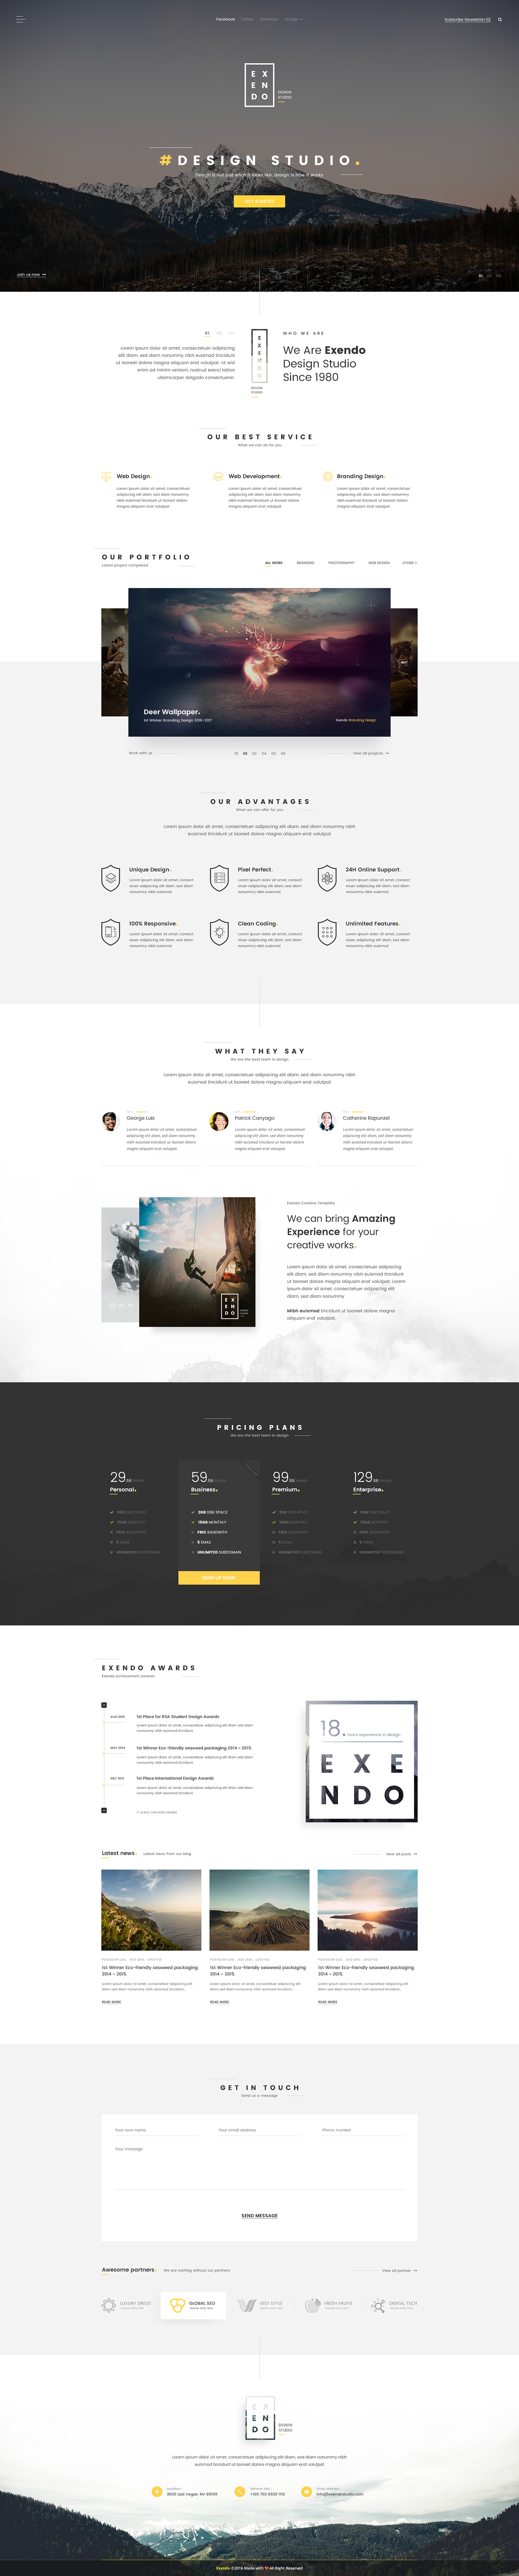 Facebook Twitter Behance Google +
Subscribe Newsletter
E X
E N
D O
DESIGN
STUDIO
# DESIGN STUDIO.
Design is not just what it looks like, design is how it works
GET STARTED
Join us now
01 02 03
01 02 03
Lorem ipsum dolor sit amet, consectetuer adipiscing
elit diam, sed diam nonummy nibh euismod tincidunt
ut laoreet dolore magna aliquam erat volutpat. Ut wisi
enim ad minim veniam, nostrud exerci tation
ullamcorper delgado consectetuer.
DESIGN
STUDIO
WHO WE ARE
We Are Exendo
Design Studio
Since 1980
OUR BEST SERVICE
What we can do for you
Web Design.
Lorem ipsum dolor sit amet, consectetuer
adipiscing elit diam, sed diam nonummy
nibh euismod tincidunt ut laoreet dolore
magna aliquam erat volutpat.
Web Development.
Lorem ipsum dolor sit amet, consectetuer
adipiscing elit diam, sed diam nonummy
nibh euismod tincidunt ut laoreet dolore
magna aliquam erat volutpat.
Branding Design.
Lorem ipsum dolor sit amet, consectetuer
adipiscing elit diam, sed diam nonummy
nibh euismod tincidunt ut laoreet dolore
magna aliquam erat volutpat.
OUR PORTFOLIO
Latest project completed
ALL WORK BRANDING PHOTOGRAPHY WEB DESIGN OTHER +
NEXT
Deer Wallpaper.
1st Winner Branding Design 2016-2017
Exendo Branding Design
Work with us
01 02 03 04 05 06
View all projects
OUR ADVANTAGES
What we can offer for you
Lorem ipsum dolor sit amet, consectetuer adipiscing elit diam, sed diam nonummy nibh
euismod tincidunt ut laoreet dolore magna aliquam erat volutpat
Unique Design.
Lorem ipsum dolor sit amet, consect
etuer adipiscing elit diam, sed diam
nonummy nibh euismod
Pixel Perfect.
Lorem ipsum dolor sit amet, consect
etuer adipiscing elit diam, sed diam
nonummy nibh euismod
24H Online Support.
Lorem ipsum dolor sit amet, consect
etuer adipiscing elit diam, sed diam
nonummy nibh euismod
100% Responsive.
Lorem ipsum dolor sit amet, consect
etuer adipiscing elit diam, sed diam
nonummy nibh euismod
Clean Coding.
Lorem ipsum dolor sit amet, consect
etuer adipiscing elit diam, sed diam
nonummy nibh euismod
Unlimited Features.
Lorem ipsum dolor sit amet, consect
etuer adipiscing elit diam, sed diam
nonummy nibh euismod
WHAT THEY SAY
We are the best team in design
Lorem ipsum dolor sit amet, consectetuer adipiscing elit diam, sed diam nonummy nibh
euismod tincidunt ut laoreet dolore magna aliquam erat volutpat
George Luis
Lorem ipsum dolor sit amet, consectetuer
adipiscing elit diam, sed diam nonummy
nibh euismod tincidunt ut laoreet dolore
magna aliquam erat volutpat.
Patrick Canyago
Lorem ipsum dolor sit amet, consectetuer
adipiscing elit diam, sed diam nonummy
nibh euismod tincidunt ut laoreet dolore
magna aliquam erat volutpat.
Catherine Rapunzel
Lorem ipsum dolor sit amet, consectetuer
adipiscing elit diam, sed diam nonummy
nibh euismod tincidunt ut laoreet dolore
magna aliquam erat volutpat.
E X
E N
D O
Exendo Creative Template
We can bring Amazing
Experience for your
creative works.
Lorem ipsum dolor sit amet, consectetuer adipiscing
elit diam, sed diam nonummy nibh euismod tincidunt
ut laoreet dolore magna aliquam erat volutpat. Lorem
ipsum dolor sit amet, consectetuer adipiscing elit
diam, sed diam nonummy
Mibh euismod tincidunt ut laoreet dolore magna
aliquam erat volutpat.
PRICING PLANS
We are the best team in design
29
Personal.
59
Business.
99
Premium.
129
Enterprise.
DISK SPACE
MONTHLY
FREE BANDWITH
5 EMAIL
UNLIMITED SUBDOMAIN
SIGN UP NOW
EXENDO AWARDS
Exendo achievement awards
AUG 2015
1st Place for RSA Student Design Awards
Lorem ipsum dolor sit amet, consectetuer adipiscing elit diam sed diam
nonummy nibh euismod tincidunt.
MAY 2015
1st Winner Eco-friendly seaweed packaging 2014 - 2015.
Lorem ipsum dolor sit amet, consectetuer adipiscing elit diam sed diam
nonummy nibh euismod tincidunt.
DEC 2015
1st Place International Design Awards
Lorem ipsum dolor sit amet, consectetuer adipiscing elit diam sed diam
nonummy nibh euismod tincidunt.
SCROLL FOR MORE AWARDS
18. Years experience in design
E X E
N D O
Latest news.
Latest news from our blog
View all posts
1st Winner Eco-friendly seaweed packaging
2014 - 2015.
Lorem ipsum dolor sit amet, consectetuer adipiscing elit
diam sed diam nonummy nibh euismod tincidunt...
READ MORE
1st Winner Eco-friendly seaweed packaging
2014 - 2015.
Lorem ipsum dolor sit amet, consectetuer adipiscing elit
diam sed diam nonummy nibh euismod tincidunt...
READ MORE
1st Winner Eco-friendly seaweed packaging
2014 - 2015.
Lorem ipsum dolor sit amet, consectetuer adipiscing elit
diam sed diam nonummy nibh euismod tincidunt...
READ MORE
GET IN TOUCH
Send us a message
Your sure name
Your email address
Phone number
Your message
SEND MESSAGE
Awesome partners.
We are nothing without our partners
View all partner
LUXURY DRESS
GLOBAL SEO
VEST STYLE
FRESH FRUITS
DIGITAL TECH
E X
E N
D O
DESIGN
STUDIO
Lorem ipsum dolor sit amet, consectetuer adipiscing elit diam, sed diam nonummy nibh
euismod tincidunt ut laoreet dolore magna aliquam erat volutpat
Location :
3669 Last Vegas NV 89109
General Info :
+100 702 6939 119
Email address :
info@exendostudio.com
Exendo ©2016 Made with ♥ All Right Reserved